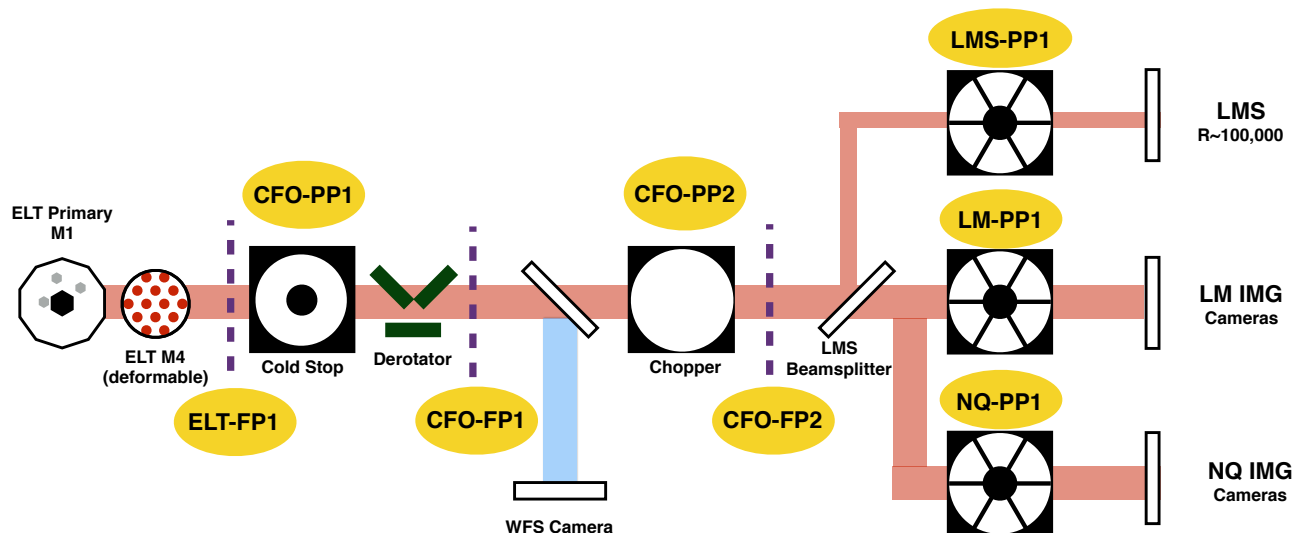 LMS-PP1
LMS
R~100,000
CFO-PP1
CFO-PP2
ELT Primary
M1
LM-PP1
LM IMG
Cameras
ELT M4
(deformable)
Cold Stop
Derotator
Chopper
LMS
Beamsplitter
ELT-FP1
CFO-FP1
CFO-FP2
NQ-PP1
NQ IMG
Cameras
WFS Camera